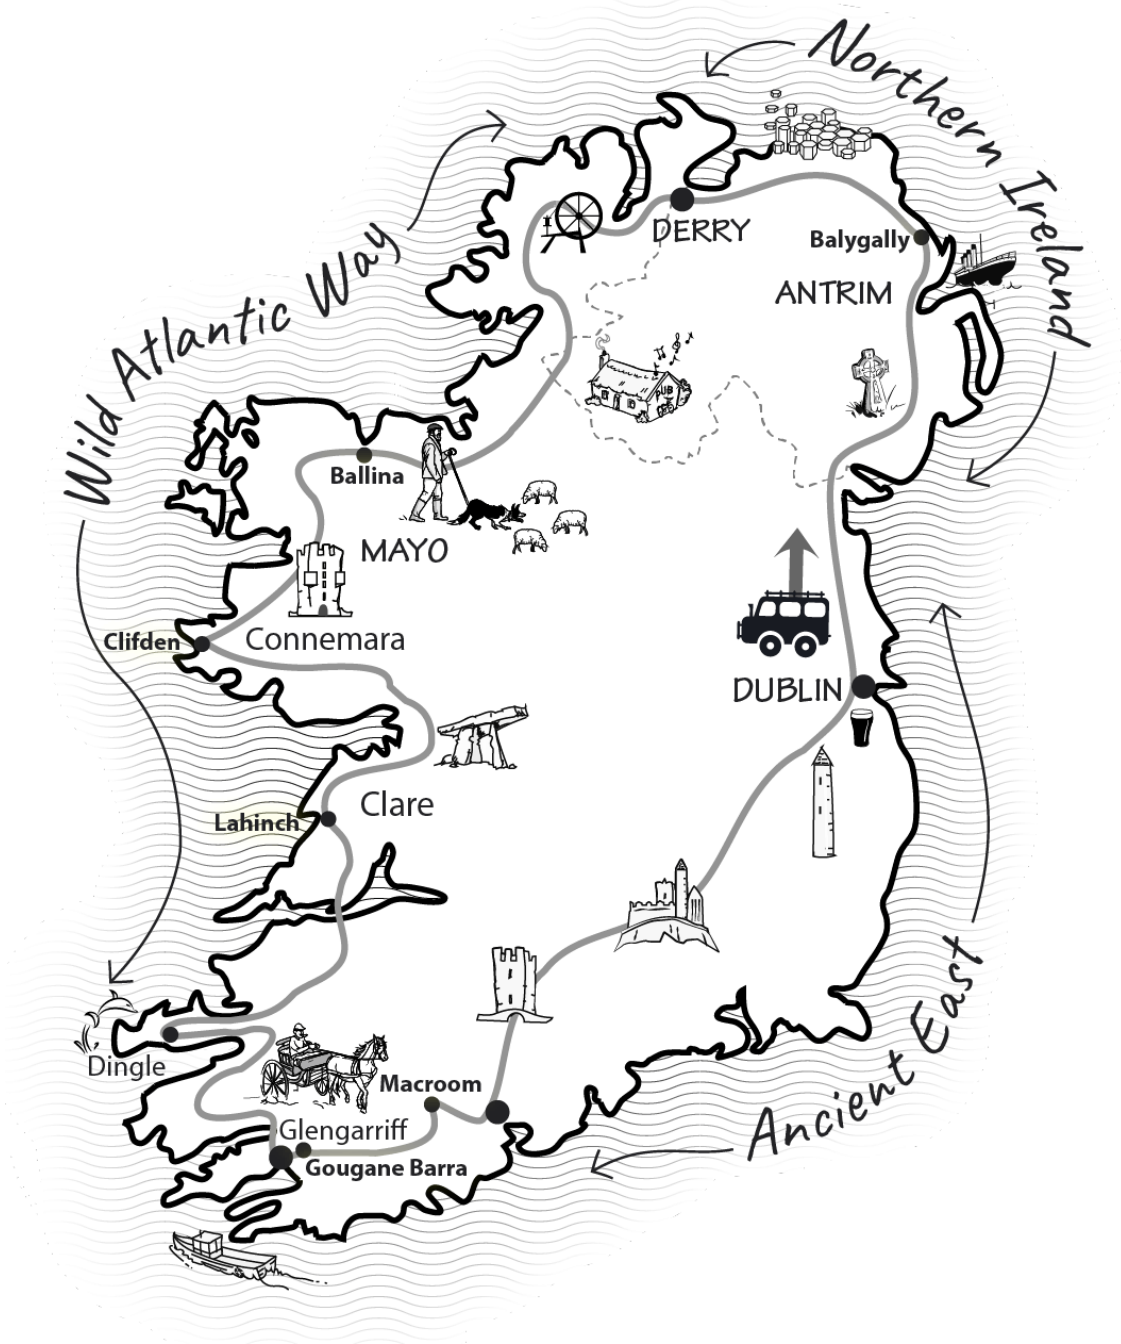 Northern Ireland
Wild Atlantic Way
DERRY
Balygally
ANTRIM
PUB
Ballina
MAYO
Clifden
Connemara
DUBLIN
Clare
Lahinch
Ancient East
Dingle
Macroom
Glengarriff
Gougane Barra